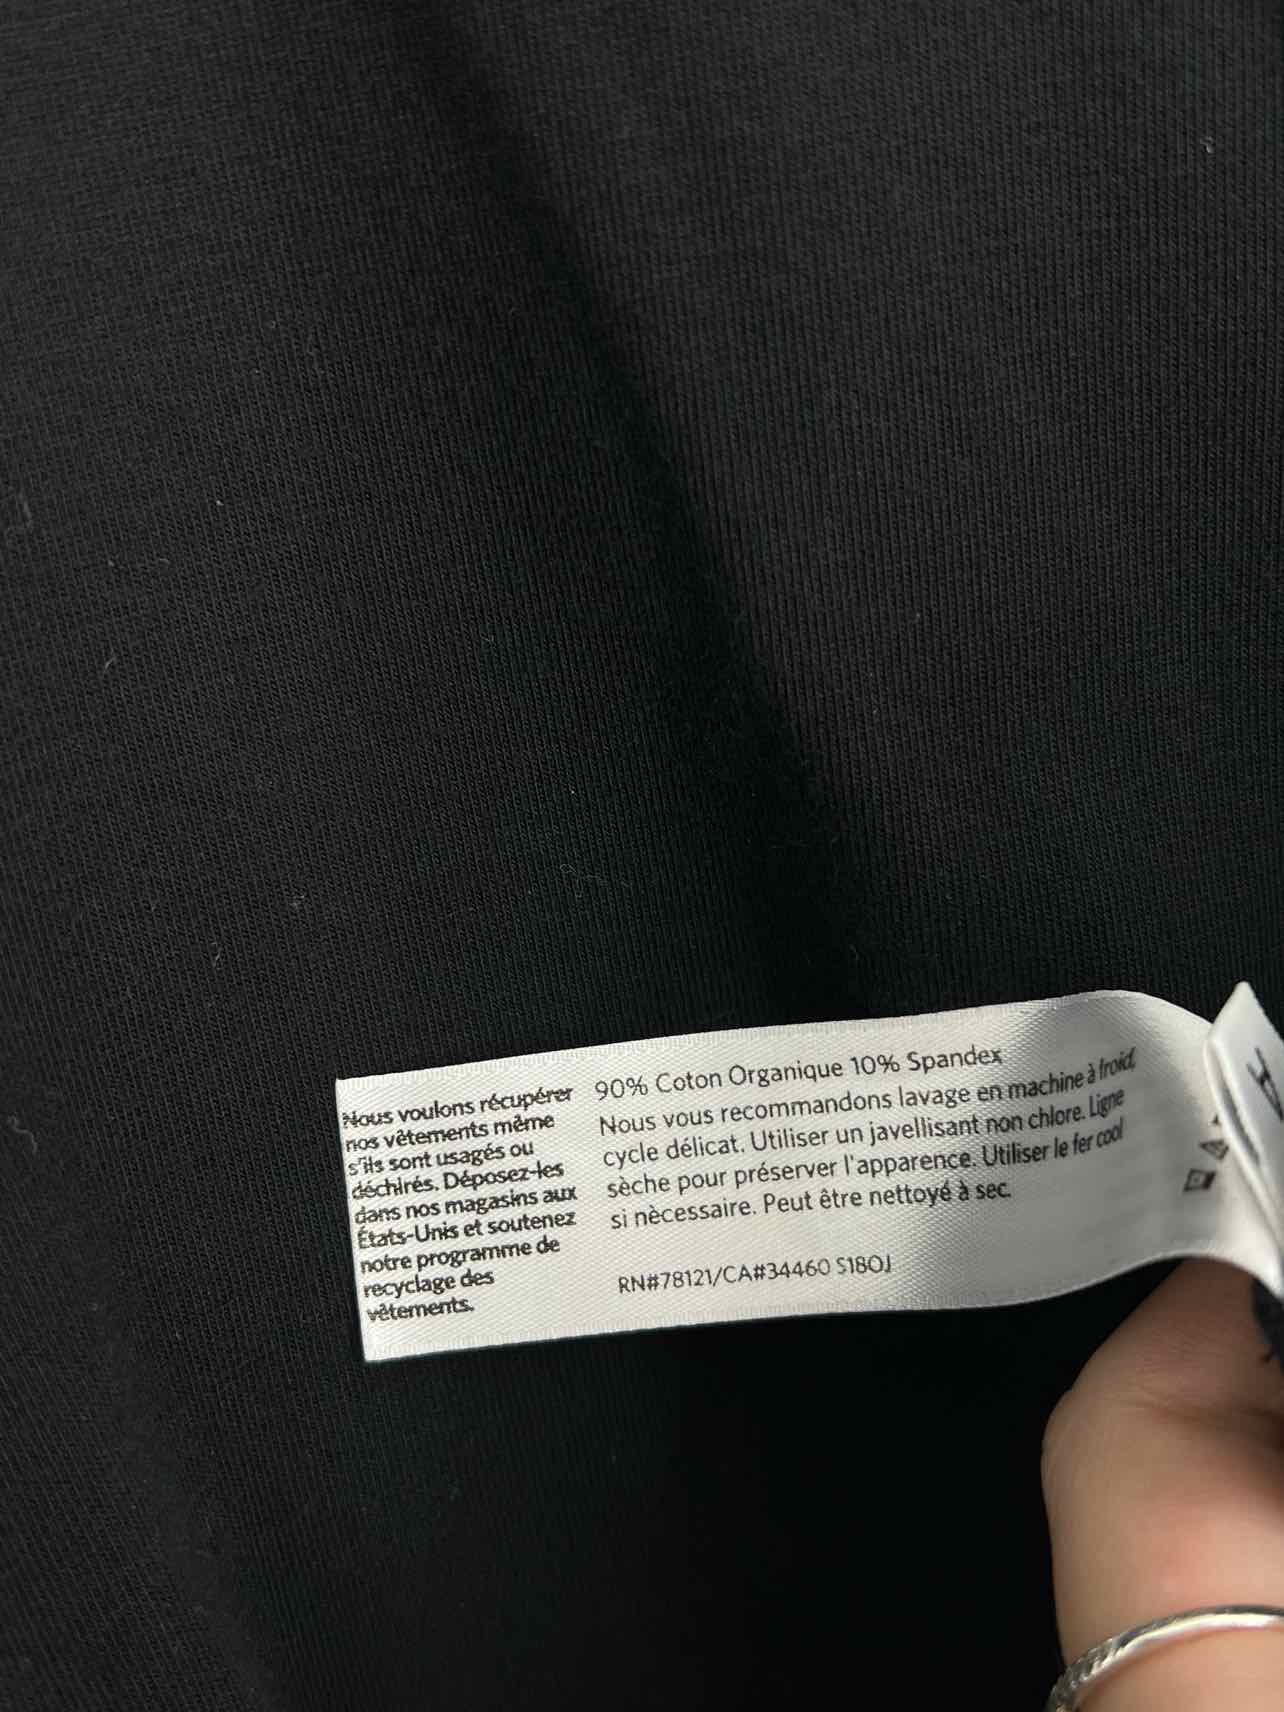 Nous voulons récupérer
nos vêtements même
s'ils sont usagés ou
déchirés. Déposez-les
dans nos magasins aux
États-Unis et soutenez
notre programme de
recyclage des
vêtements.
90% Coton Organique 10% Spandex
Nous vous recommandons lavage en machine à froid,
cycle délicat. Utiliser un javellisant non chlore. Ligne
sèche pour préserver l'apparence. Utiliser le fer cool
si nècessaire. Peut être nettoyé à sec.
RN#78121/CA#34460 S18OJ